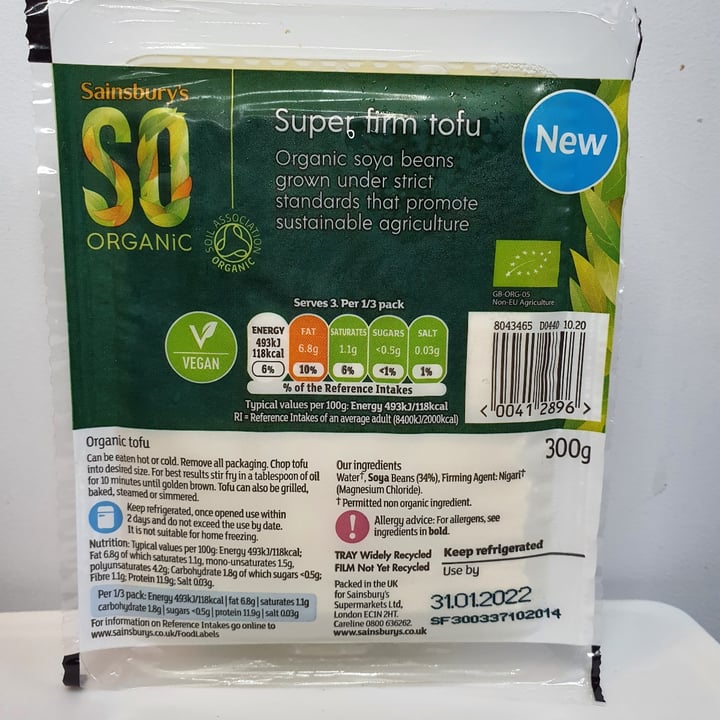 Sainsbury's
SO
ORGANiC
SOIL ASSOCIATION
ORGANIC
Super firm tofu
Organic soya beans
grown under strict
standards that promote
sustainable agriculture
New
GB-ORG-05
Non-EU Agriculture
VEGAN
Serves 3. Per 1/3 pack
ENERGY 493kJ 118kcal 6%
FAT 6.8g 10%
SATURATES 1.1g 6%
SUGARS <0.5g <1%
SALT 0.03g 1%
% of the Reference Intakes
Typical values per 100g: Energy 493kJ/118kcal
RI = Reference Intakes of an average adult (8400kJ/2000kcal)
8043465 D0440 10.20
< 0041 2896 >
300g
Organic tofu
Can be eaten hot or cold. Remove all packaging. Chop tofu
into desired size. For best results stir fry in a tablespoon of oil
for 10 minutes until golden brown. Tofu can also be grilled,
baked, steamed or simmered.
Keep refrigerated, once opened use within
2 days and do not exceed the use by date.
It is not suitable for home freezing.
Nutrition: Typical values per 100g: Energy 493kJ/118kcal;
Fat 6.8g of which saturates 1.1g, mono-unsaturates 1.5g,
polyunsaturates 4.2g; Carbohydrate 1.8g of which sugars <0.5g;
Fibre 1.1g; Protein 11.9g; Salt 0.03g.
Per 1/3 pack: Energy 493kJ/118kcal | fat 6.8g | saturates 1.1g
carbohydrate 1.8g | sugars <0.5g | protein 11.9g | salt 0.03g
For information on Reference Intakes go online to
www.sainsburys.co.uk/FoodLabels
Our ingredients
Water†, Soya Beans (34%), Firming Agent: Nigari†
(Magnesium Chloride).
† Permitted non organic ingredient.
Allergy advice: For allergens, see
ingredients in bold.
TRAY Widely Recycled
FILM Not Yet Recycled
Packed in the UK
for Sainsbury's
Supermarkets Ltd,
London EC1N 2HT.
Careline 0800 636262.
www.sainsburys.co.uk
Keep refrigerated
Use by
31.01.2022
SF300337102014